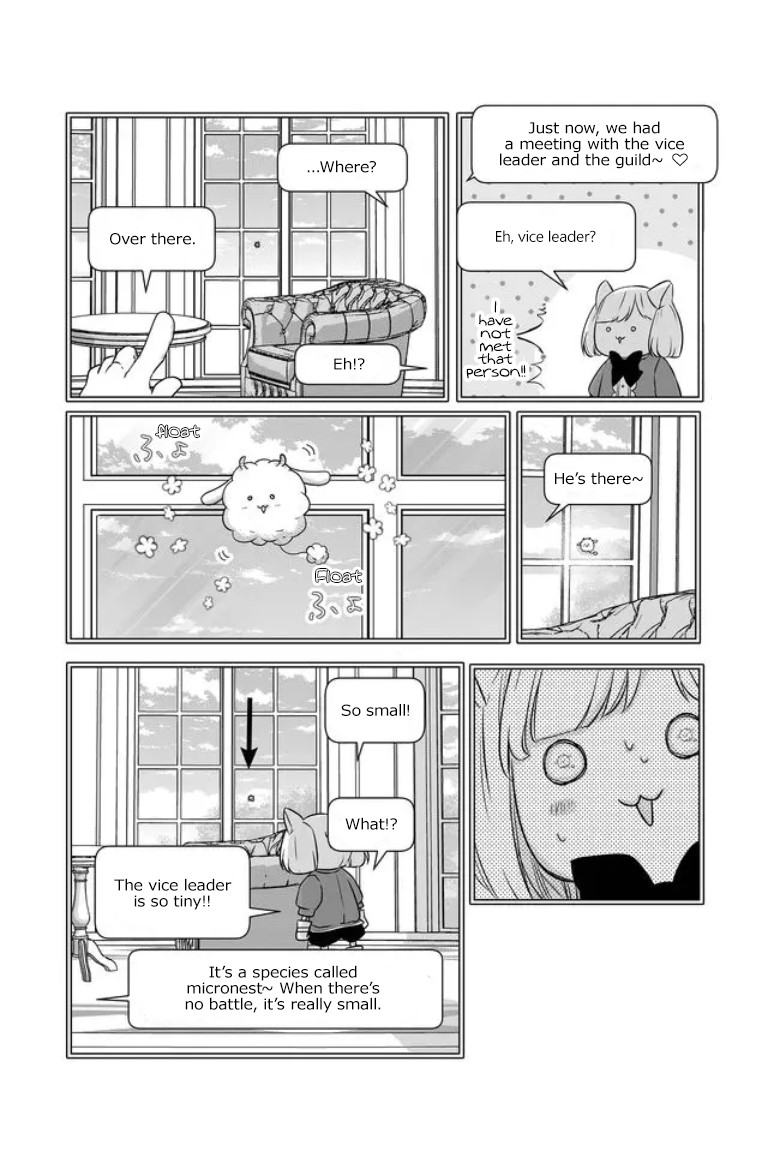 Just now, we had
a meeting with the vice
leader and the guild~ ♡
Eh, vice leader?
I
have
not
met
that
person!!
...Where?
Over there.
Eh!?
He's there~
float
ふよ
Float
ふよ
So small!
What!?
The vice leader
is so tiny!!
It's a species called
micronest~ When there's
no battle, it's really small.